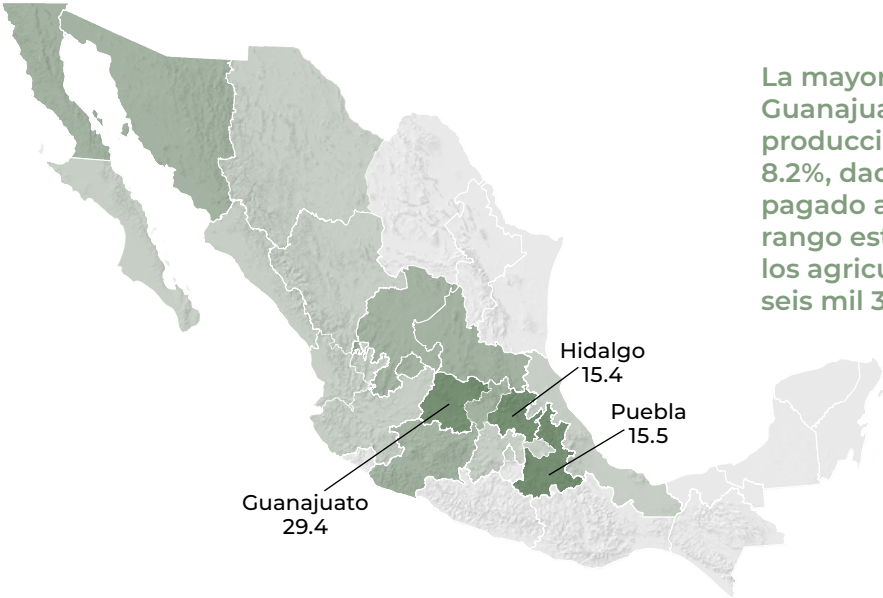 La mayor
Guanajua
producci
8.2%, dad
pagado a
rango est
los agricu
seis mil 3
Hidalgo
15.4
Puebla
15.5
Guanajuato
29.4